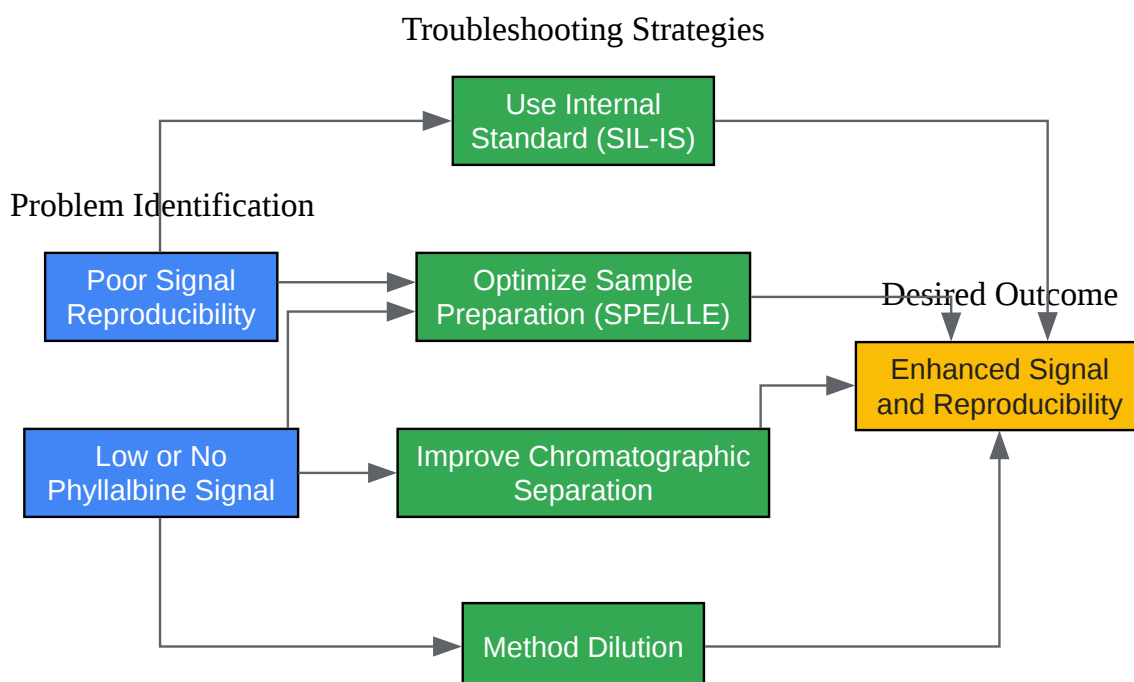 Troubleshooting Strategies
Use Internal
Standard (SIL-IS)
Problem Identification
Poor Signal
Reproducibility
Optimize Sample
Preparation (SPE/LLE)
Desired Outcome
Enhanced Signal
and Reproducibility
Low or No
Phyllalbine Signal
Improve Chromatographic
Separation
Method Dilution